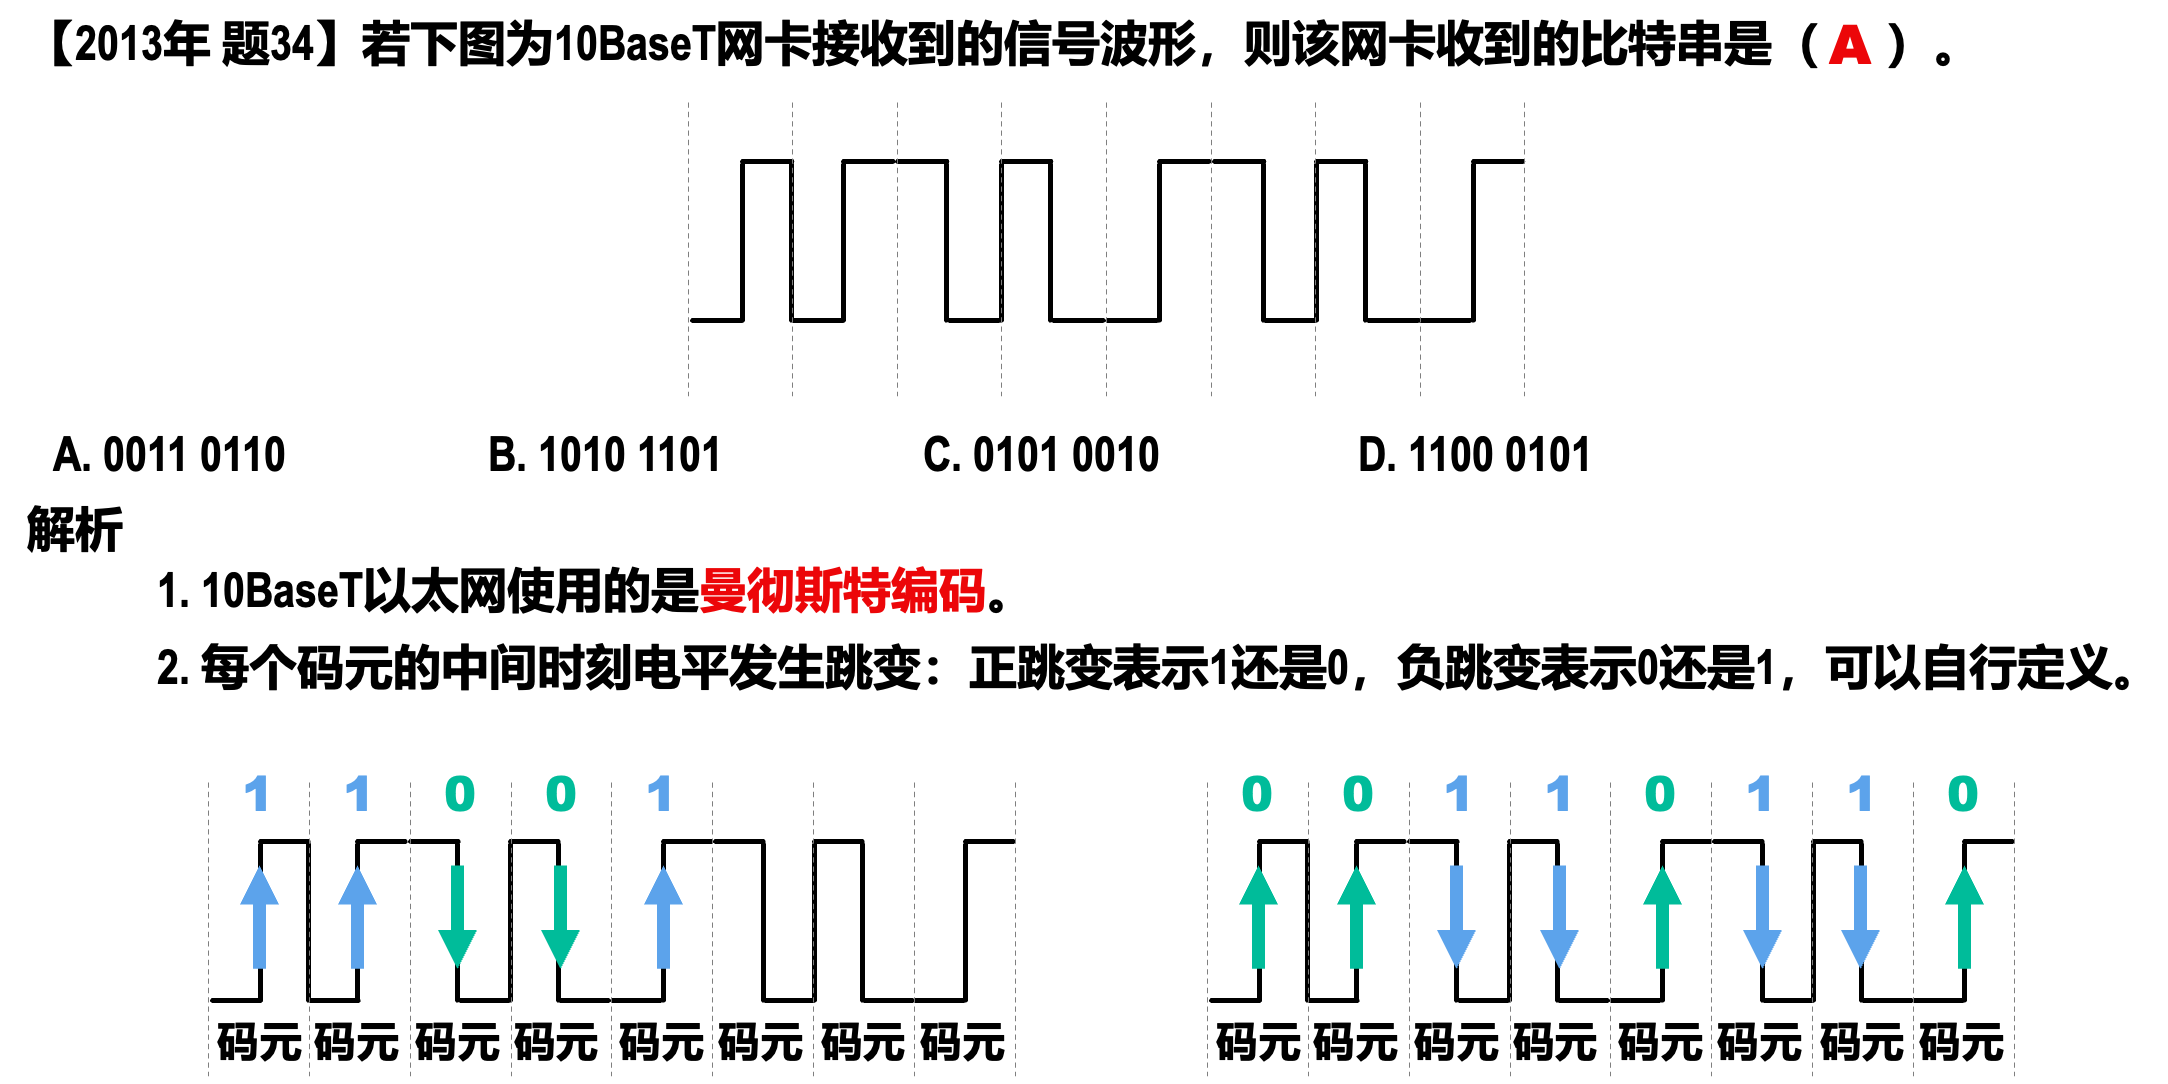 【2013年 题34】若下图为10BaseT网卡接收到的信号波形，则该网卡收到的比特串是（ A ）。
A. 0011 0110 B. 1010 1101 C. 0101 0010 D. 1100 0101
解析
1. 10BaseT以太网使用的是曼彻斯特编码。
2. 每个码元的中间时刻电平发生跳变：正跳变表示1还是0，负跳变表示0还是1，可以自行定义。
1 1 0 0 1
码元 码元 码元 码元 码元 码元 码元 码元
0 0 1 1 0 1 1 0
码元 码元 码元 码元 码元 码元 码元 码元